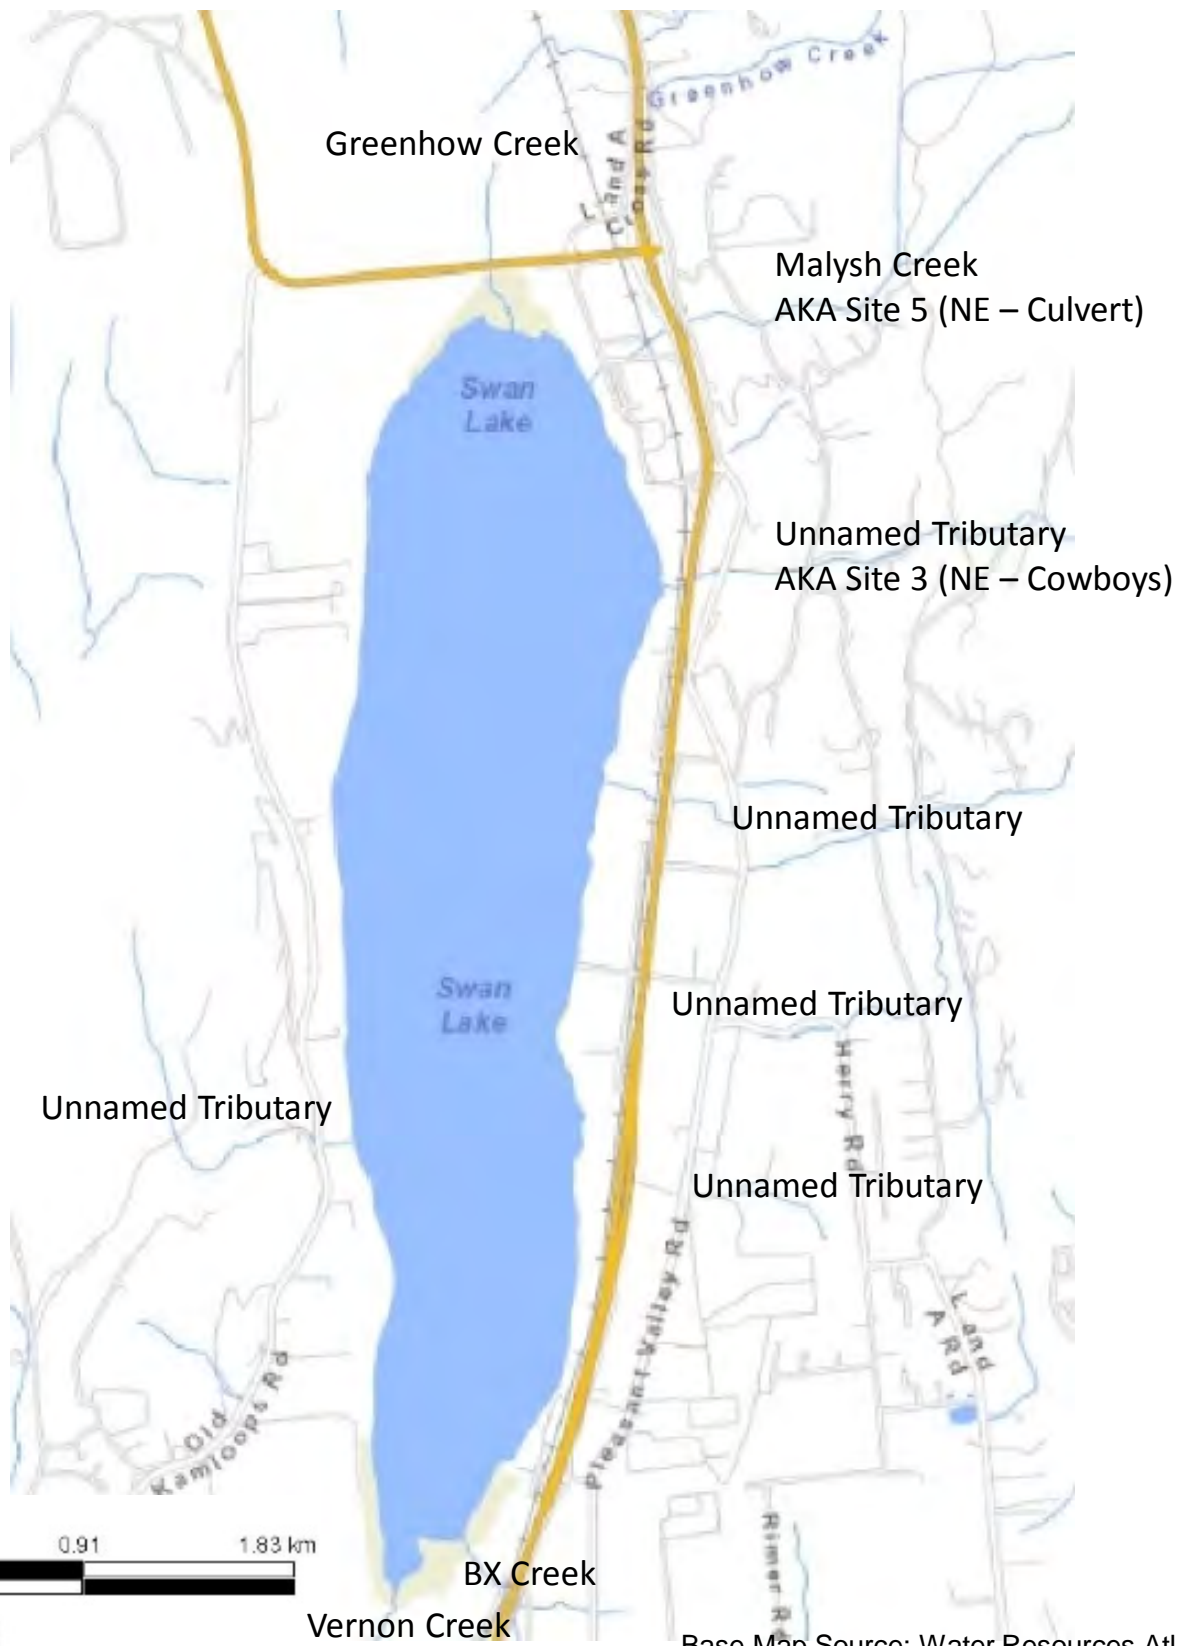 Greenhow Creek
Greenhow Creek
L and A
Cross Rd
Malysh Creek
AKA Site 5 (NE – Culvert)
Swan
Lake
Unnamed Tributary
AKA Site 3 (NE – Cowboys)
Unnamed Tributary
Swan
Lake
Unnamed Tributary
Herry Rd
Unnamed Tributary
Unnamed Tributary
Pleasant Valley Rd
L and
A Rd
Old
Kamloops Rd
0.91 1.83 km
Rimer Rd
BX Creek
Vernon Creek
Base Map Source: Water Resources Atl